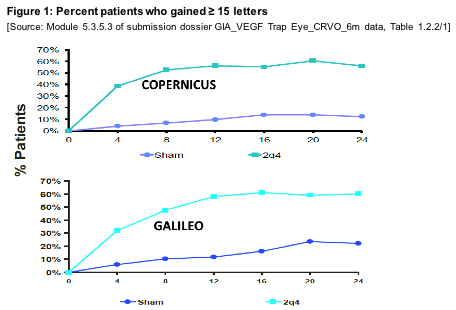 Figure 1: Percent patients who gained ≥ 15 letters
[Source: Module 5.3.5.3 of submission dossier GIA_VEGF Trap Eye_CRVO_6m data, Table 1.2.2/1]
% Patients
70%
60%
50%
40%
30%
20%
10%
0%
COPERNICUS
0 4 8 12 16 20 24
Sham 2q4
70%
60%
50%
40%
30%
20%
10%
0%
GALILEO
0 4 8 12 16 20 24
Sham 2q4